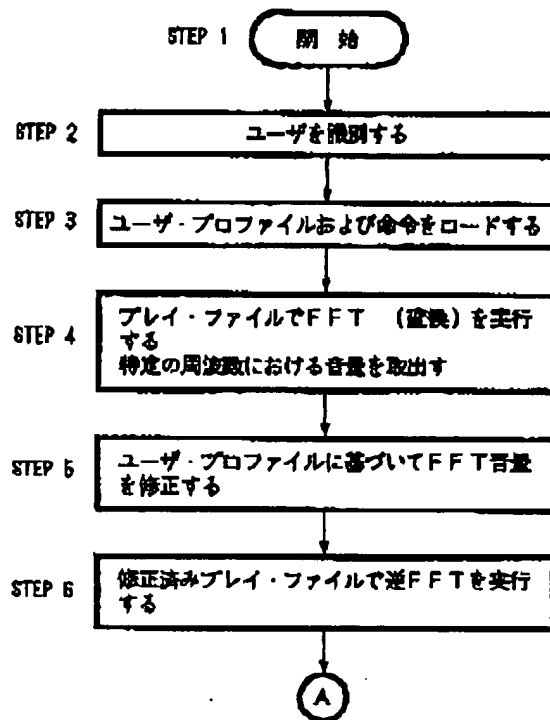 STEP 1 開 始
STEP 2 ユーザを識別する
STEP 3 ユーザ・プロファイルおよび命令をロードする
STEP 4 プレイ・ファイルでFFT (変換)を実行
する
特定の周波数における音量を取出す
STEP 5 ユーザ・プロファイルに基づいてFFT音量
を修正する
STEP 6 修正済みプレイ・ファイルで逆FFTを実行
する
A